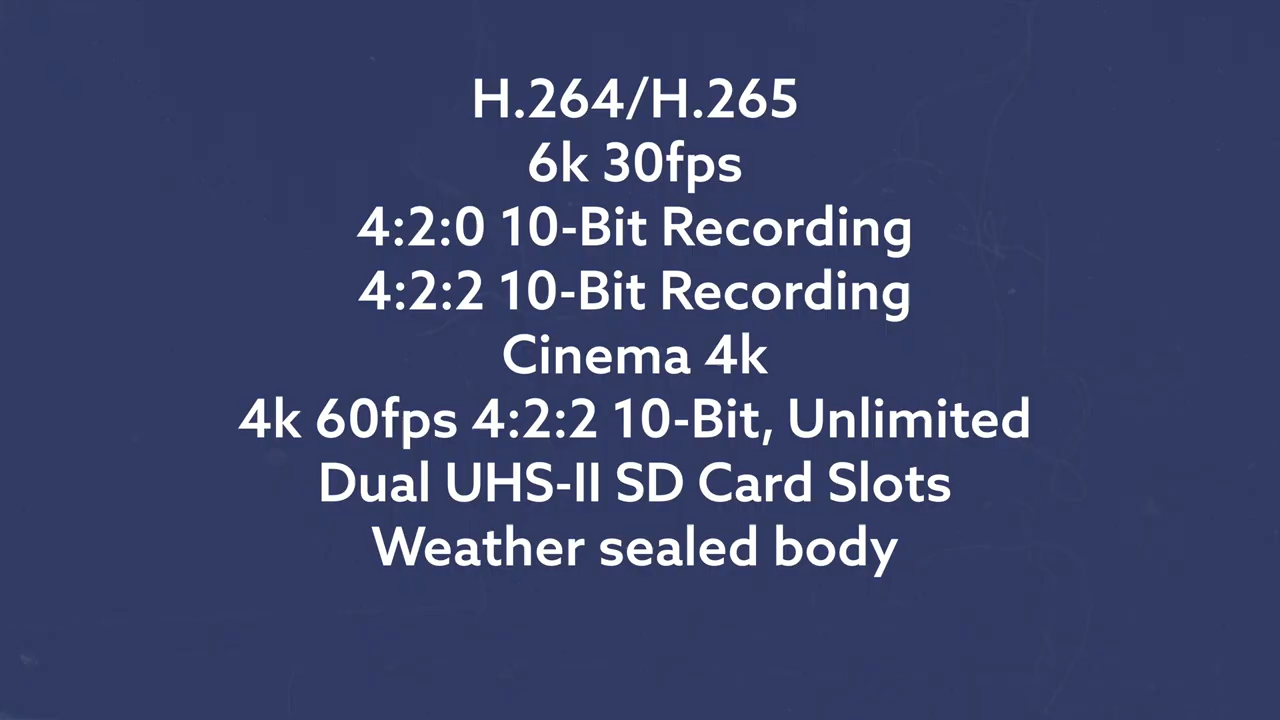 H.264/H.265
6k 30fps
4:2:0 10-Bit Recording
4:2:2 10-Bit Recording
Cinema 4k
4k 60fps 4:2:2 10-Bit, Unlimited
Dual UHS-II SD Card Slots
Weather sealed body